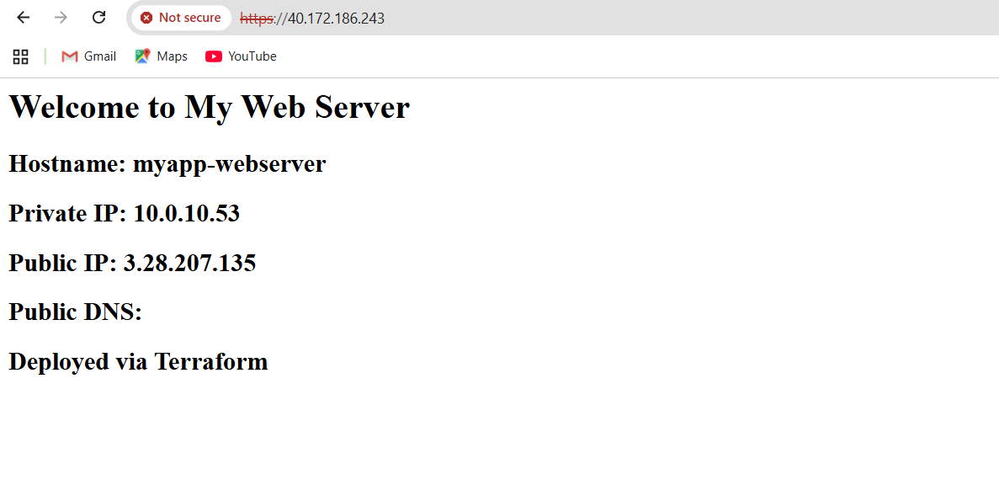 Not secure https://40.172.186.243
Gmail Maps YouTube
Welcome to My Web Server
Hostname: myapp-webserver
Private IP: 10.0.10.53
Public IP: 3.28.207.135
Public DNS:
Deployed via Terraform